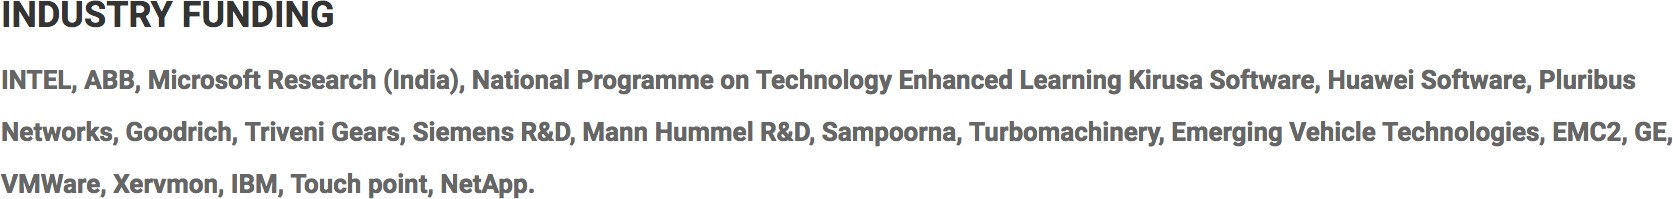 INDUSTRY FUNDING
INTEL, ABB, Microsoft Research (India), National Programme on Technology Enhanced Learning Kirusa Software, Huawei Software, Pluribus
Networks, Goodrich, Triveni Gears, Siemens R&D, Mann Hummel R&D, Sampoorna, Turbomachinery, Emerging Vehicle Technologies, EMC2, GE,
VMWare, Xervmon, IBM, Touch point, NetApp.